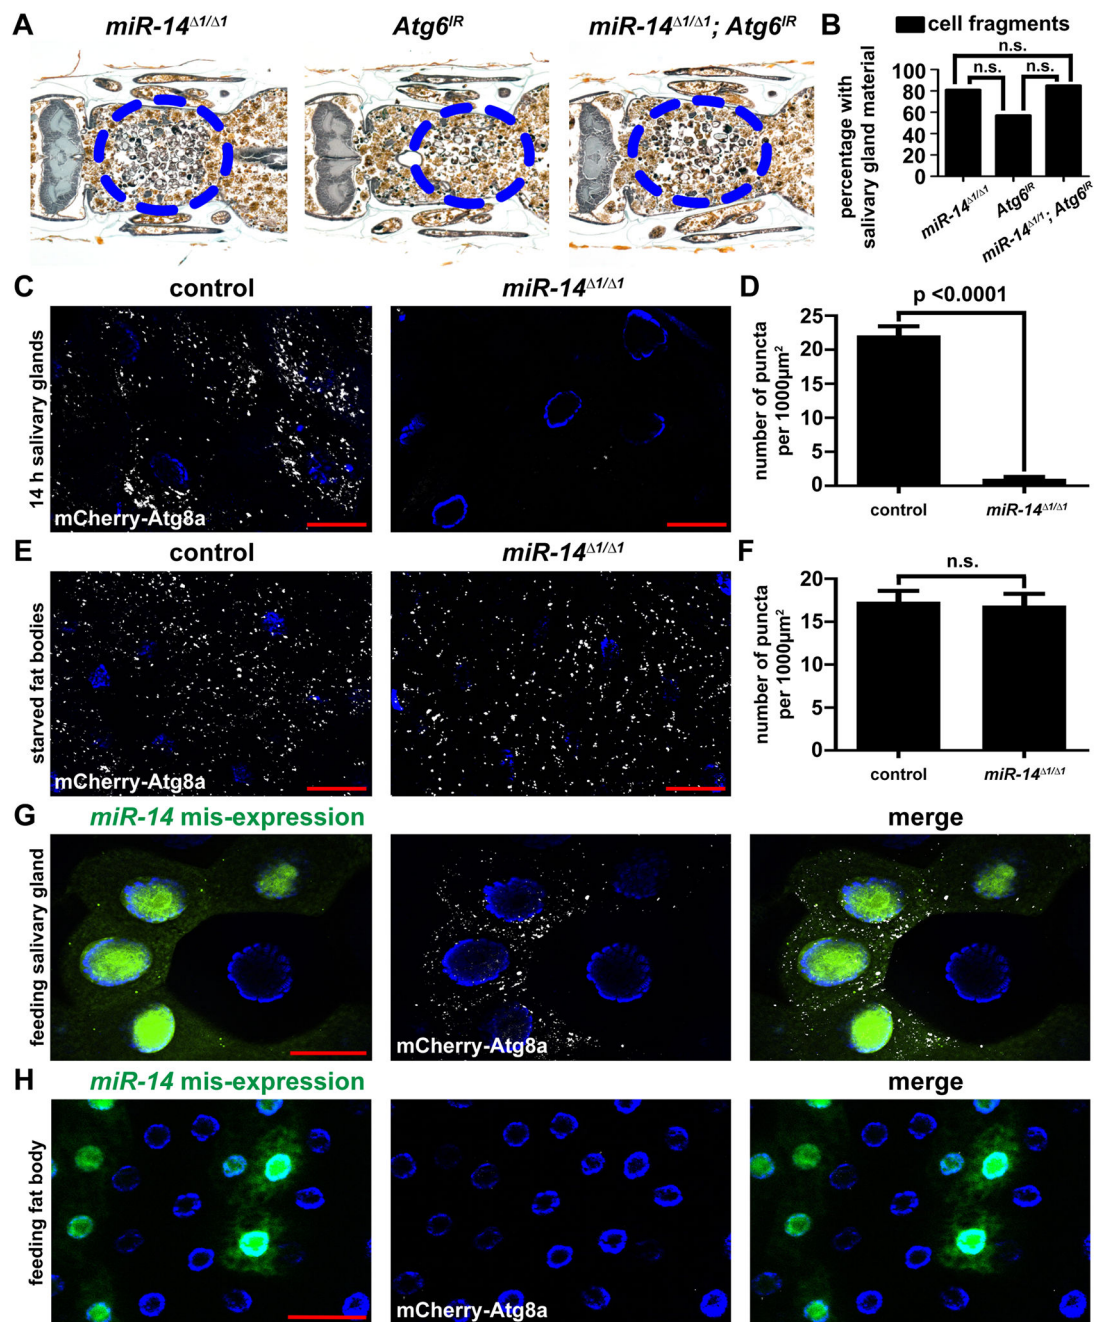 A
miR-14Δ1/Δ1
Atg6IR
miR-14Δ1/Δ1; Atg6IR
B
cell fragments
n.s.
n.s.
n.s.
percentage with
salivary gland material
100
80
60
40
20
0
miR-14Δ1/Δ1
Atg6IR
miR-14Δ1/1; Atg6IR
C
control
miR-14Δ1/Δ1
14 h salivary glands
mCherry-Atg8a
D
p <0.0001
number of puncta
per 1000µm2
25
20
15
10
5
0
control
miR-14Δ1/Δ1
E
control
miR-14Δ1/Δ1
starved fat bodies
mCherry-Atg8a
F
n.s.
number of puncta
per 1000µm2
20
15
10
5
0
control
miR-14Δ1/Δ1
G
miR-14 mis-expression
merge
feeding salivary gland
mCherry-Atg8a
H
miR-14 mis-expression
merge
feeding fat body
mCherry-Atg8a